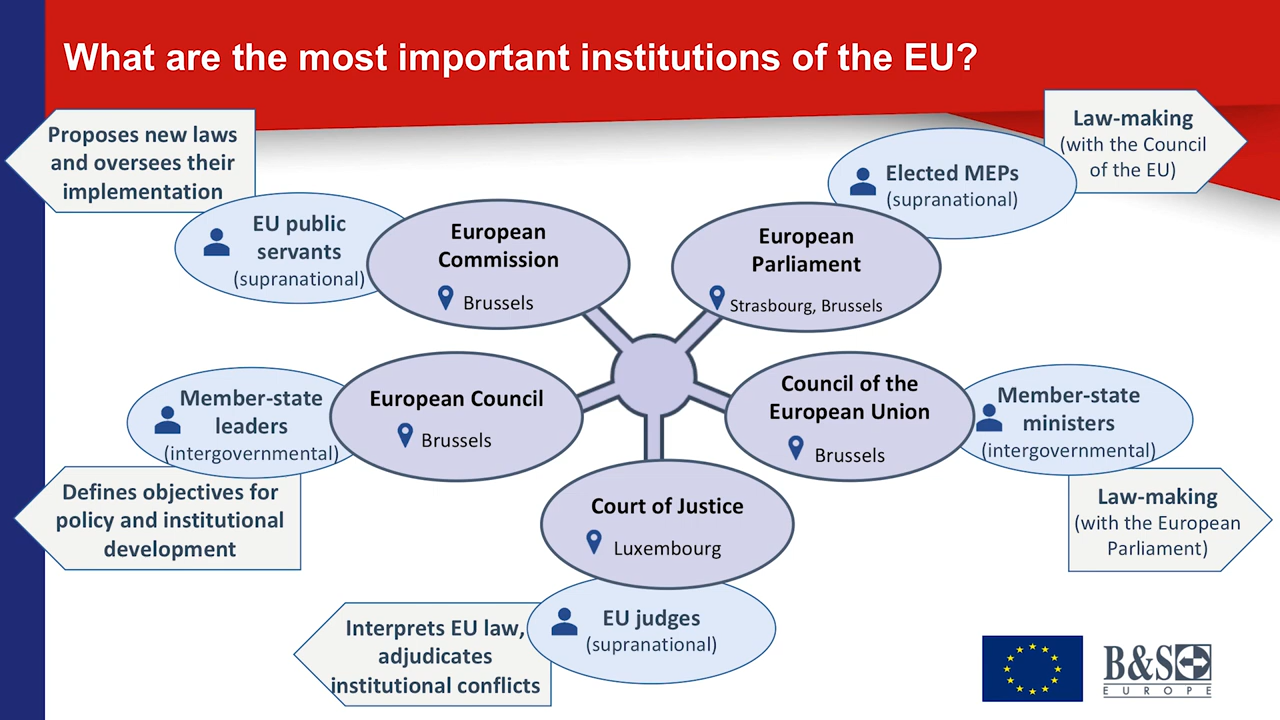 What are the most important institutions of the EU?
Proposes new laws
and oversees their
implementation
EU public
servants
(supranational)
European
Commission
Brussels
European
Parliament
Strasbourg, Brussels
Elected MEPs
(supranational)
Law-making
(with the Council
of the EU)
Member-state
leaders
(intergovernmental)
European Council
Brussels
Defines objectives for
policy and institutional
development
Council of the
European Union
Brussels
Member-state
ministers
(intergovernmental)
Law-making
(with the European
Parliament)
Court of Justice
Luxembourg
EU judges
(supranational)
Interprets EU law,
adjudicates
institutional conflicts
B&S
EUROPE